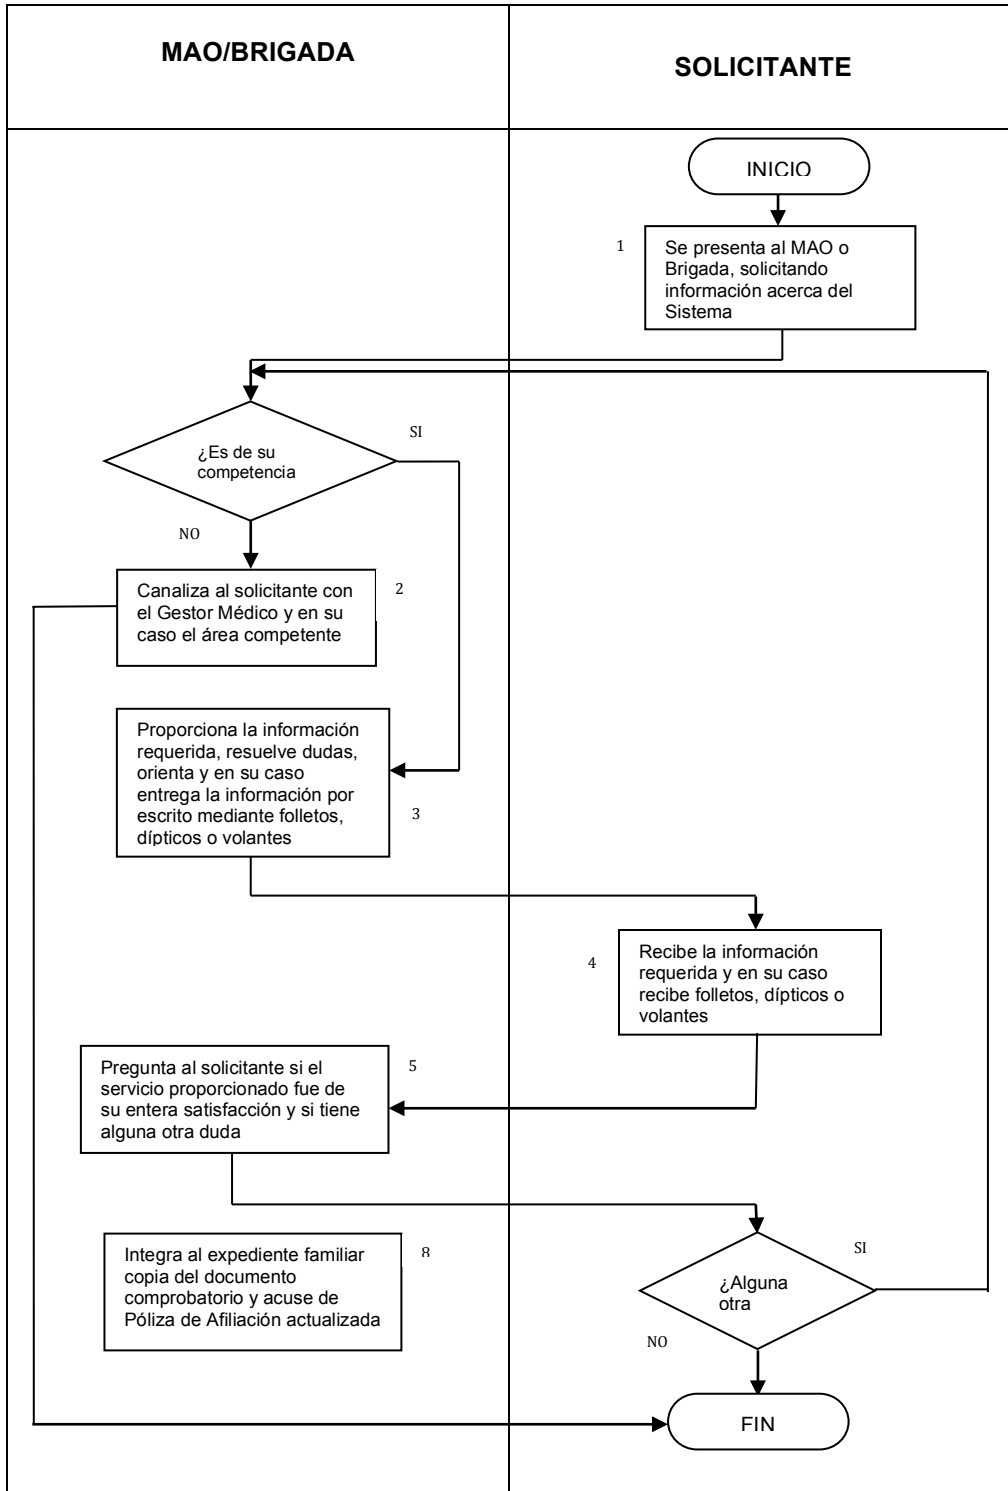 MAO/BRIGADA
SOLICITANTE
INICIO
1
Se presenta al MAO o
Brigada, solicitando
información acerca del
Sistema
¿Es de su
competencia
SI
NO
Canaliza al solicitante con
el Gestor Médico y en su
caso el área competente
2
Proporciona la información
requerida, resuelve dudas,
orienta y en su caso
entrega la información por
escrito mediante folletos,
dípticos o volantes
3
4
Recibe la información
requerida y en su caso
recibe folletos, dípticos o
volantes
Pregunta al solicitante si el
servicio proporcionado fue de
su entera satisfacción y si tiene
alguna otra duda
5
Integra al expediente familiar
copia del documento
comprobatorio y acuse de
Póliza de Afiliación actualizada
8
¿Alguna
otra
SI
NO
FIN